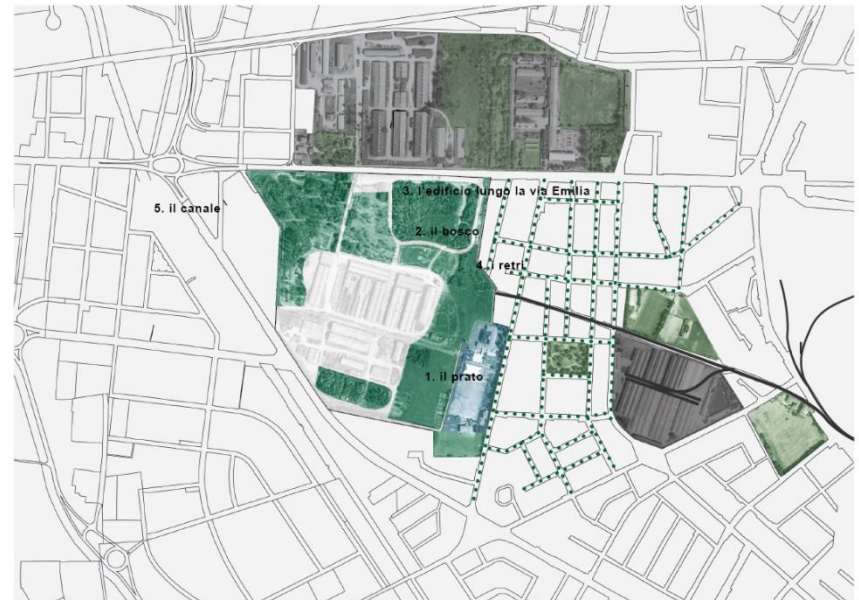 3. l'edificio lungo la via Emilia
5. il canale
2. il bosco
4. i retri
1. il prato